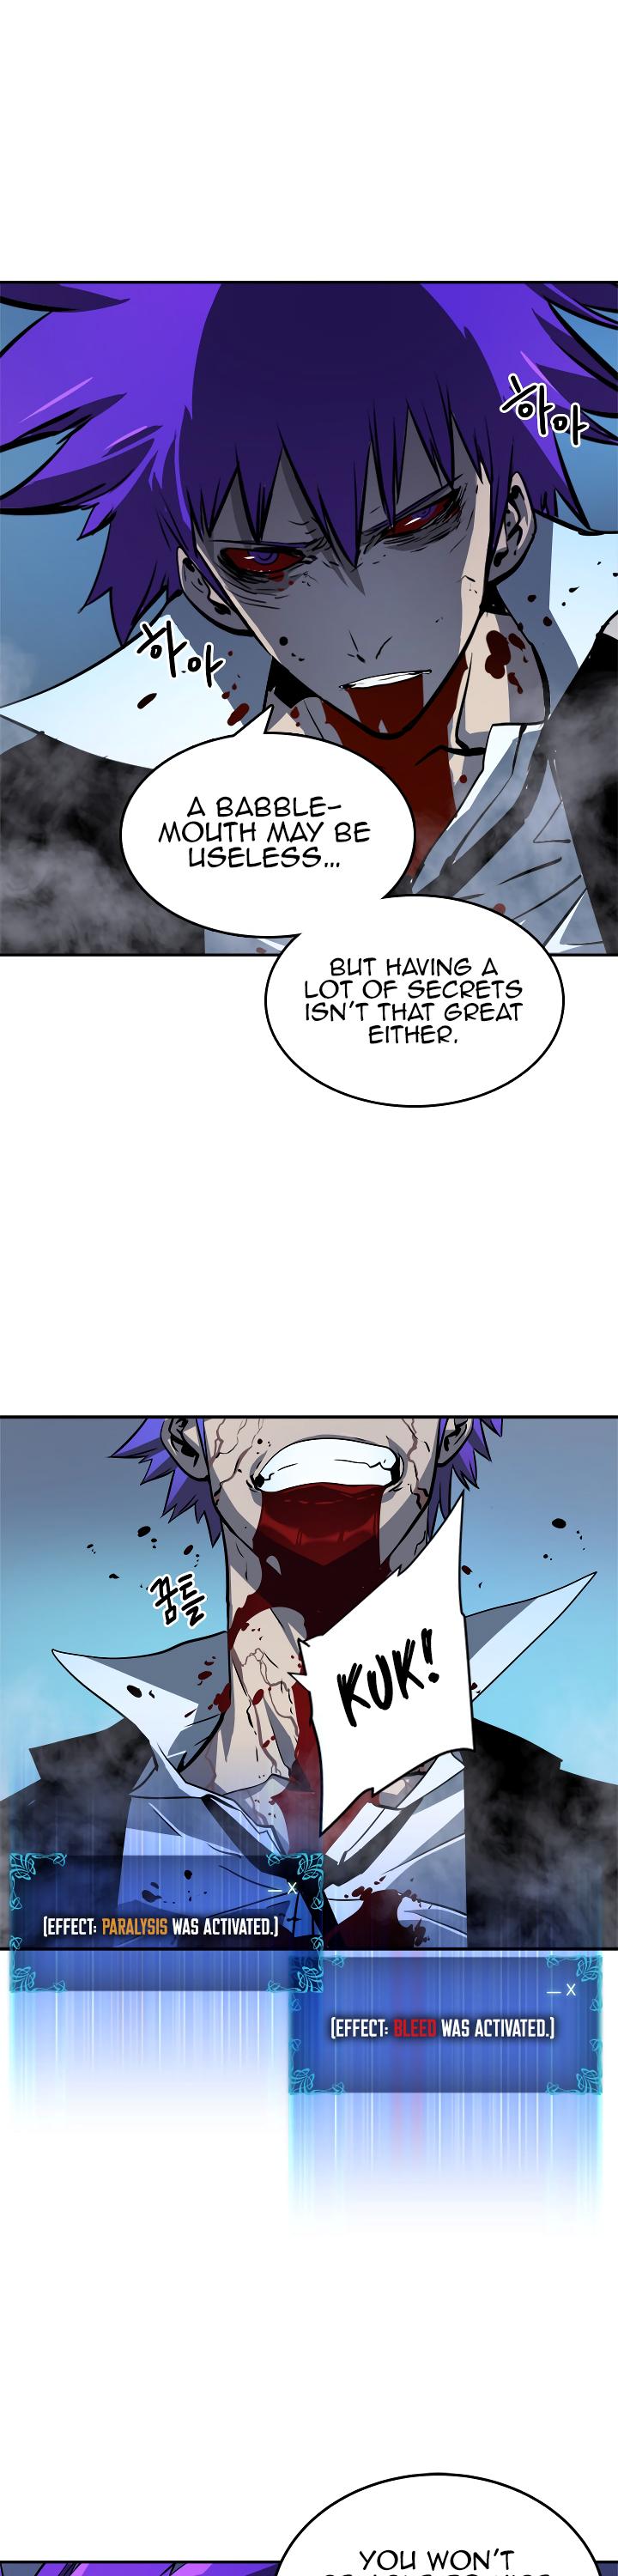 하아
하아
A BABBLE-
MOUTH MAY BE
USELESS...
BUT HAVING A
LOT OF SECRETS
ISN'T THAT GREAT
EITHER.
꿈틀
KUK!
— X
[EFFECT: PARALYSIS WAS ACTIVATED.]
— X
[EFFECT: BLEED WAS ACTIVATED.]
YOU WON'T